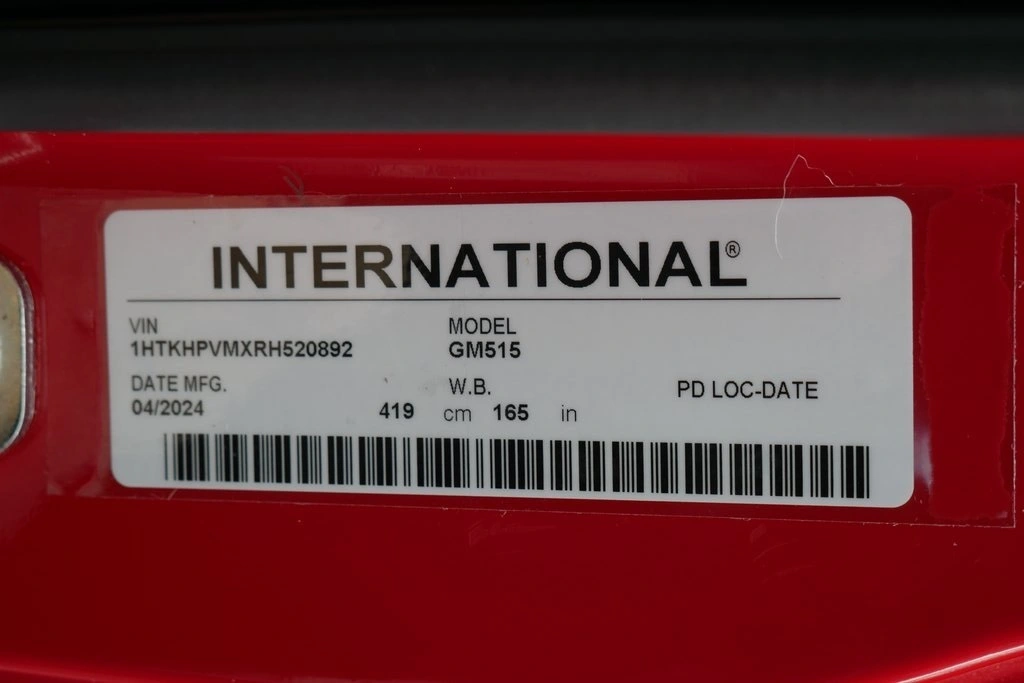 INTERNATIONAL®
VIN MODEL
1HTKHPVMXRH520892 GM515
DATE MFG. W.B. PD LOC-DATE
04/2024 419 cm 165 in